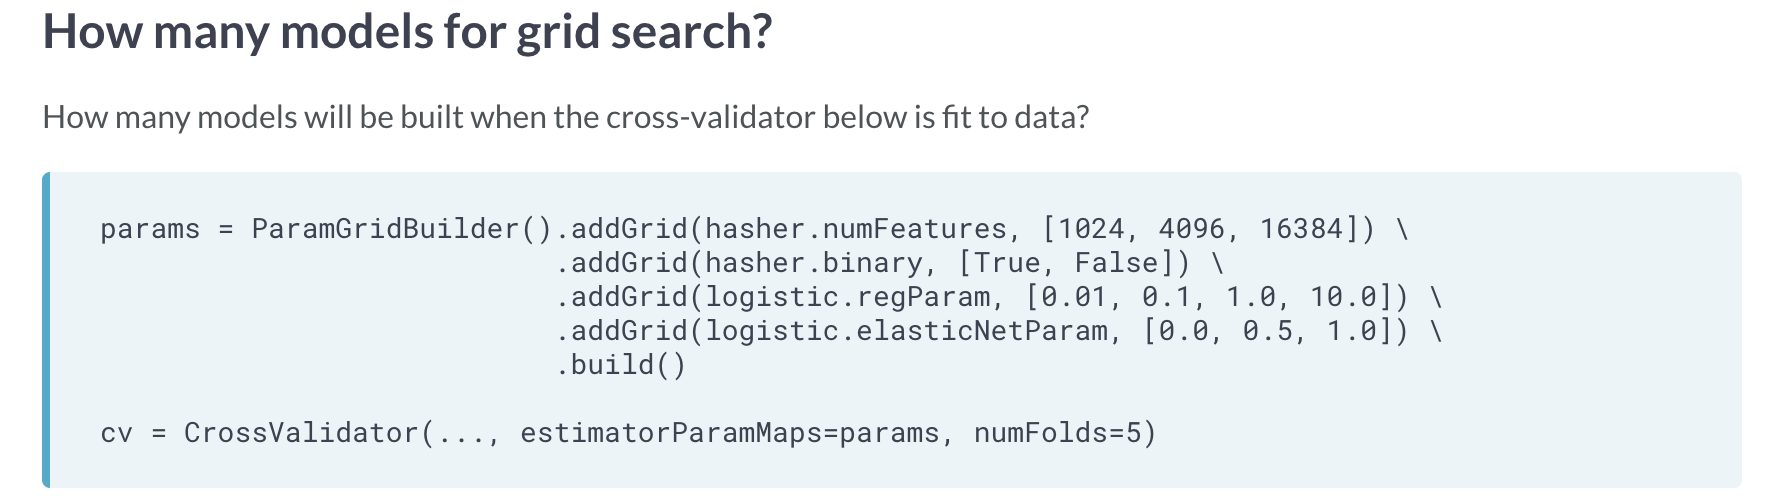 How many models for grid search?
How many models will be built when the cross-validator below is fit to data?
params = ParamGridBuilder().addGrid(hasher.numFeatures, [1024, 4096, 16384]) \
                           .addGrid(hasher.binary, [True, False]) \
                           .addGrid(logistic.regParam, [0.01, 0.1, 1.0, 10.0]) \
                           .addGrid(logistic.elasticNetParam, [0.0, 0.5, 1.0]) \
                           .build()
cv = CrossValidator(..., estimatorParamMaps=params, numFolds=5)